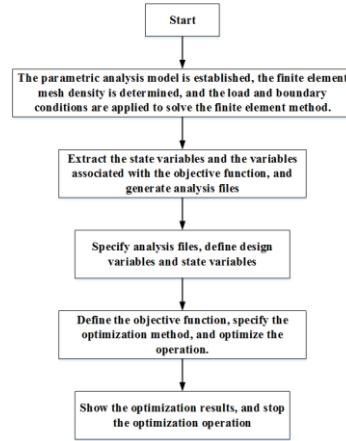 Start
The parametric analysis model is established, the finite element
mesh density is determined, and the load and boundary
conditions are applied to solve the finite element method.
Extract the state variables and the variables
associated with the objective function, and
generate analysis files
Specify analysis files, define design
variables and state variables
Define the objective function, specify the
optimization method, and optimize the
operation.
Show the optimization results, and stop
the optimization operation